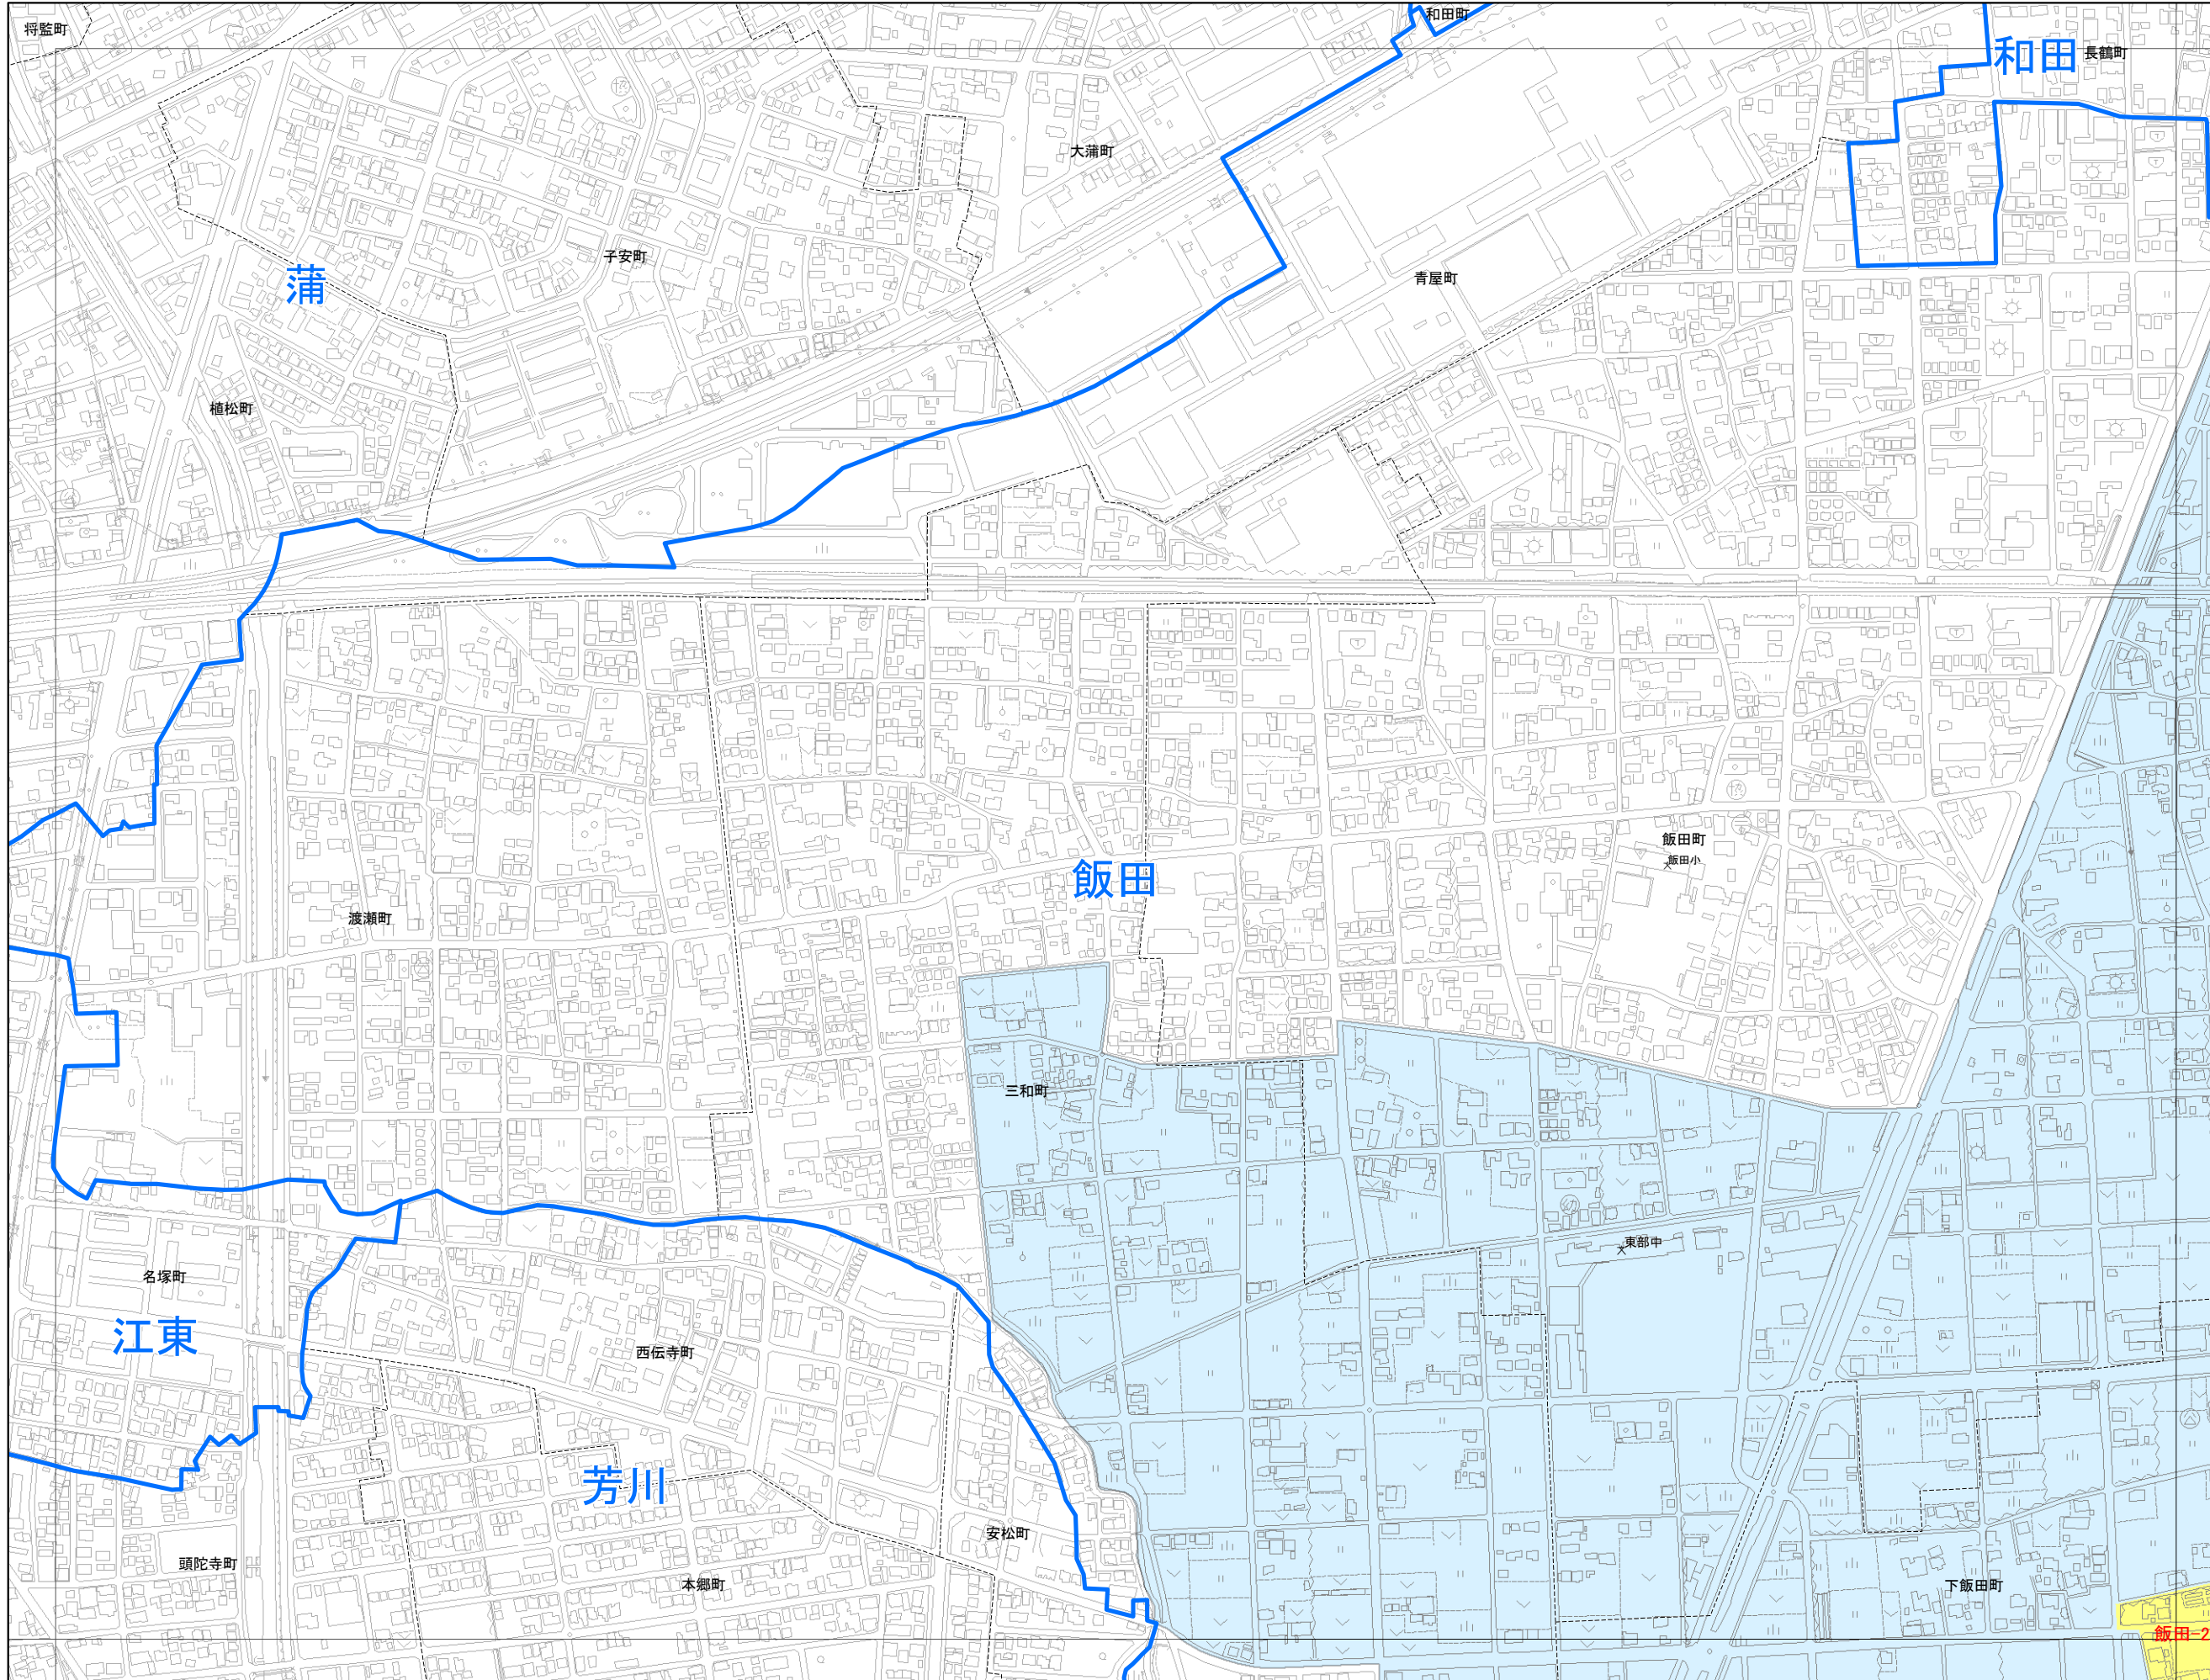 将監町
和田町
和田
長鶴町
大蒲町
子安町
蒲
青屋町
植松町
飯田町
飯田小
飯田
渡瀬町
三和町
東部中
名塚町
江東
西伝寺町
芳川
安松町
頭陀寺町
本郷町
下飯田町
飯田-2